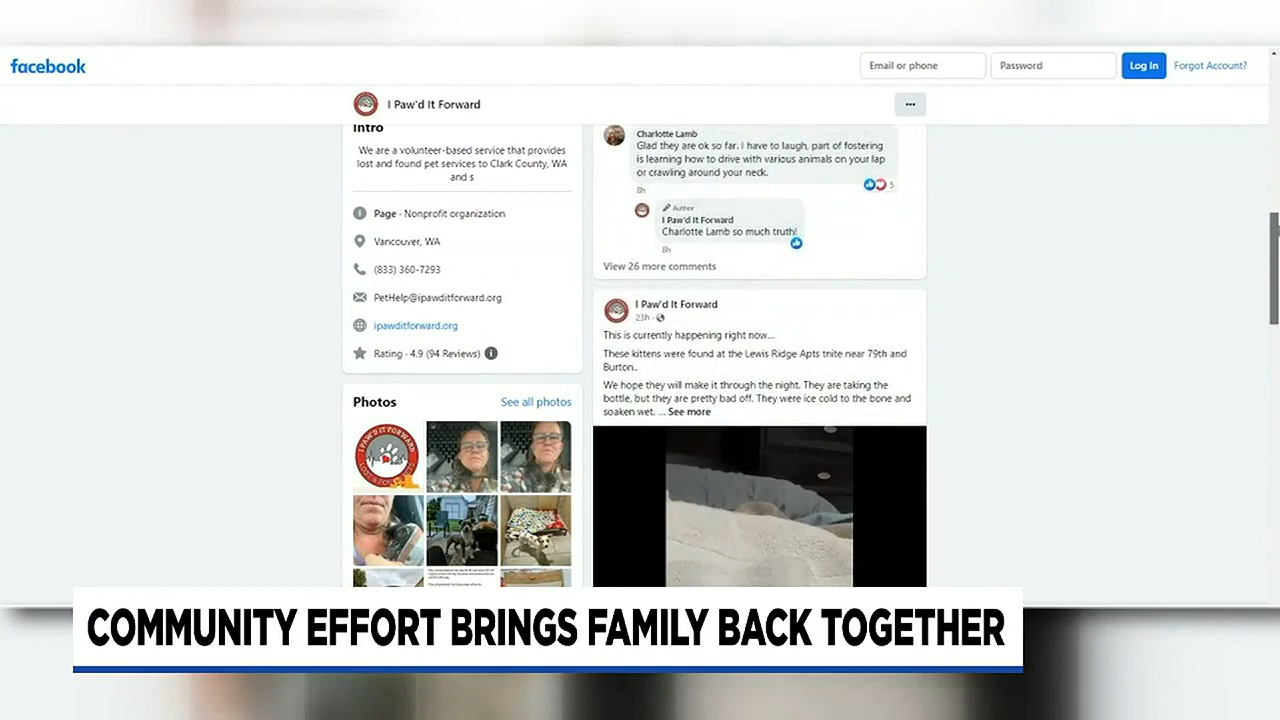 facebook
Email or phone
Password
Log In
Forgot Account?
I Paw'd It Forward
...
Intro
We are a volunteer-based service that provides
lost and found pet services to Clark County, WA
and s
Page · Nonprofit organization
Vancouver, WA
(833) 360-7293
PetHelp@ipawditforward.org
ipawditforward.org
Rating · 4.9 (94 Reviews)
Photos
See all photos
I PAW'D IT FORWARD
Charlotte Lamb
Glad they are ok so far. I have to laugh, part of fostering
is learning how to drive with various animals on your lap
or crawling around your neck.
5
8h
Author
I Paw'd It Forward
Charlotte Lamb so much truth!
8h
View 26 more comments
I Paw'd It Forward
23h ·
This is currently happening right now...
These kittens were found at the Lewis Ridge Apts tnite near 79th and
Burton..
We hope they will make it through the night. They are taking the
bottle, but they are pretty bad off. They were ice cold to the bone and
soaken wet. ... See more
COMMUNITY EFFORT BRINGS FAMILY BACK TOGETHER